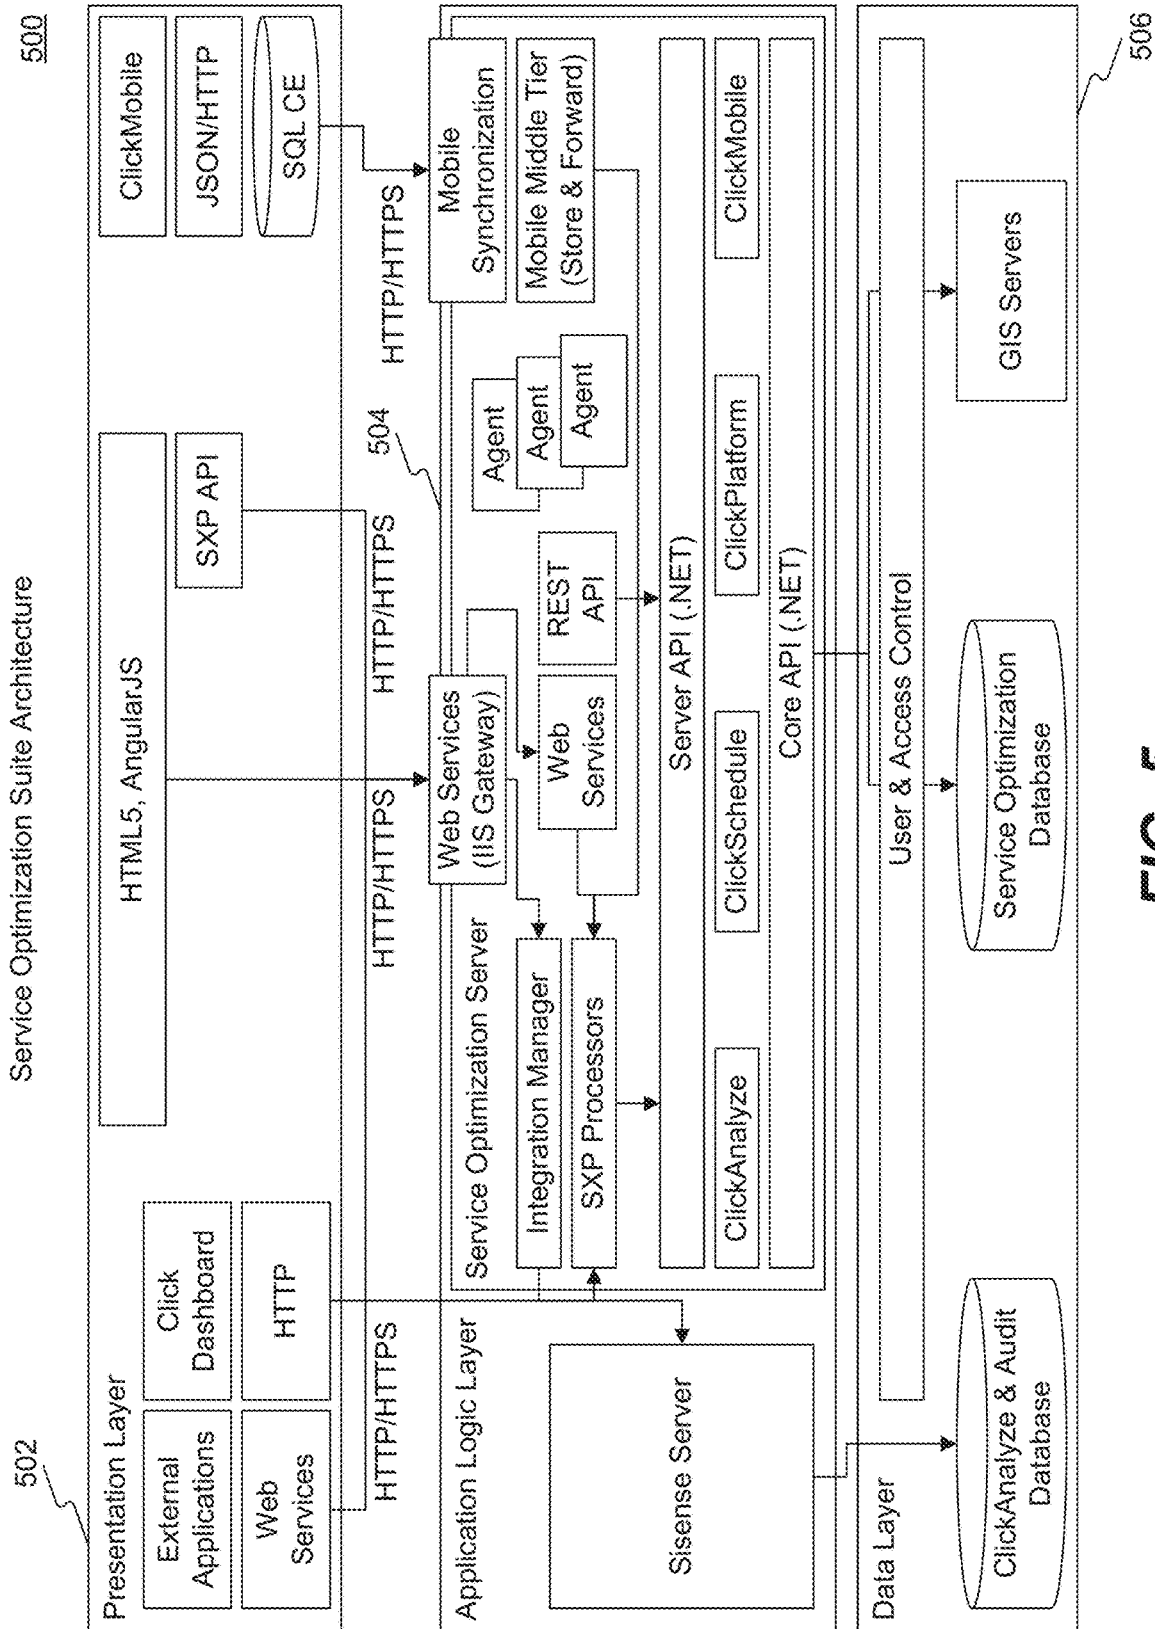 Service Optimization Suite Architecture
500
502
Presentation Layer
External
Applications
Web
Services
Click
Dashboard
HTTP
HTML5, AngularJS
SXP API
ClickMobile
JSON/HTTP
SQL CE
HTTP/HTTPS
HTTP/HTTPS
HTTP/HTTPS
HTTP/HTTPS
504
Application Logic Layer
Sisense Server
Service Optimization Server
Web Services
(IIS Gateway)
Mobile
Synchronization
Mobile Middle Tier
(Store & Forward)
Agent
Agent
Agent
Integration Manager
SXP Processors
Web
Services
REST
API
Server API (.NET)
ClickAnalyze
ClickSchedule
ClickPlatform
ClickMobile
Core API (.NET)
Data Layer
User & Access Control
ClickAnalyze & Audit
Database
Service Optimization
Database
GIS Servers
506